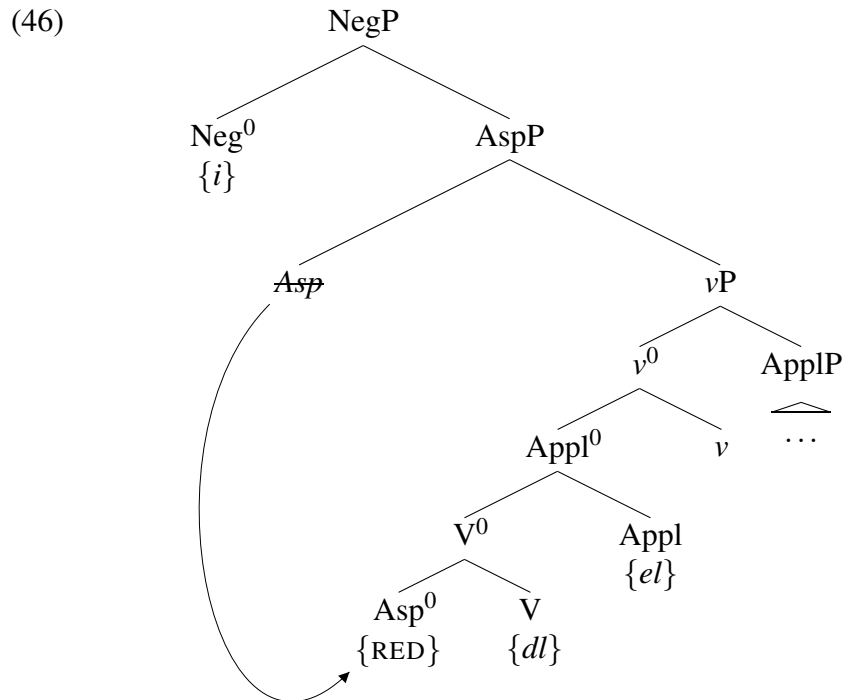 (46) NegP
Neg⁰ AspP
{i}
Asp vP
v⁰ ApplP
Appl⁰ v ...
V⁰ Appl
{el}
Asp⁰ V
{RED} {dl}